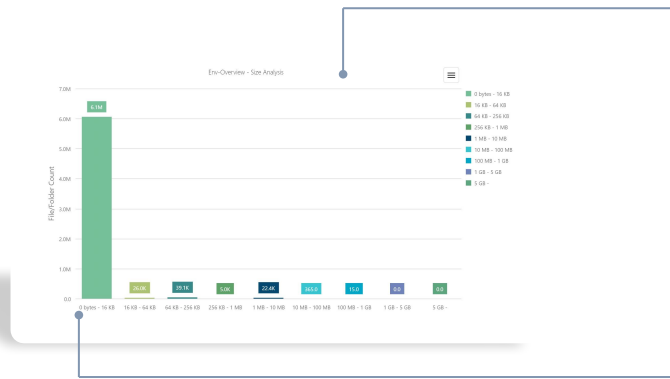 Env-Overview - Size Analysis
7.0M
6.0M
5.0M
4.0M
3.0M
2.0M
1.0M
0.0
File/Folder Count
6.1M
26.0K
39.1K
5.0K
22.4K
365.0
15.0
0.0
0.0
0 bytes - 16 KB
16 KB - 64 KB
64 KB - 256 KB
256 KB - 1 MB
1 MB - 10 MB
10 MB - 100 MB
100 MB - 1 GB
1 GB - 5 GB
5 GB -
0 bytes - 16 KB
16 KB - 64 KB
64 KB - 256 KB
256 KB - 1 MB
1 MB - 10 MB
10 MB - 100 MB
100 MB - 1 GB
1 GB - 5 GB
5 GB -